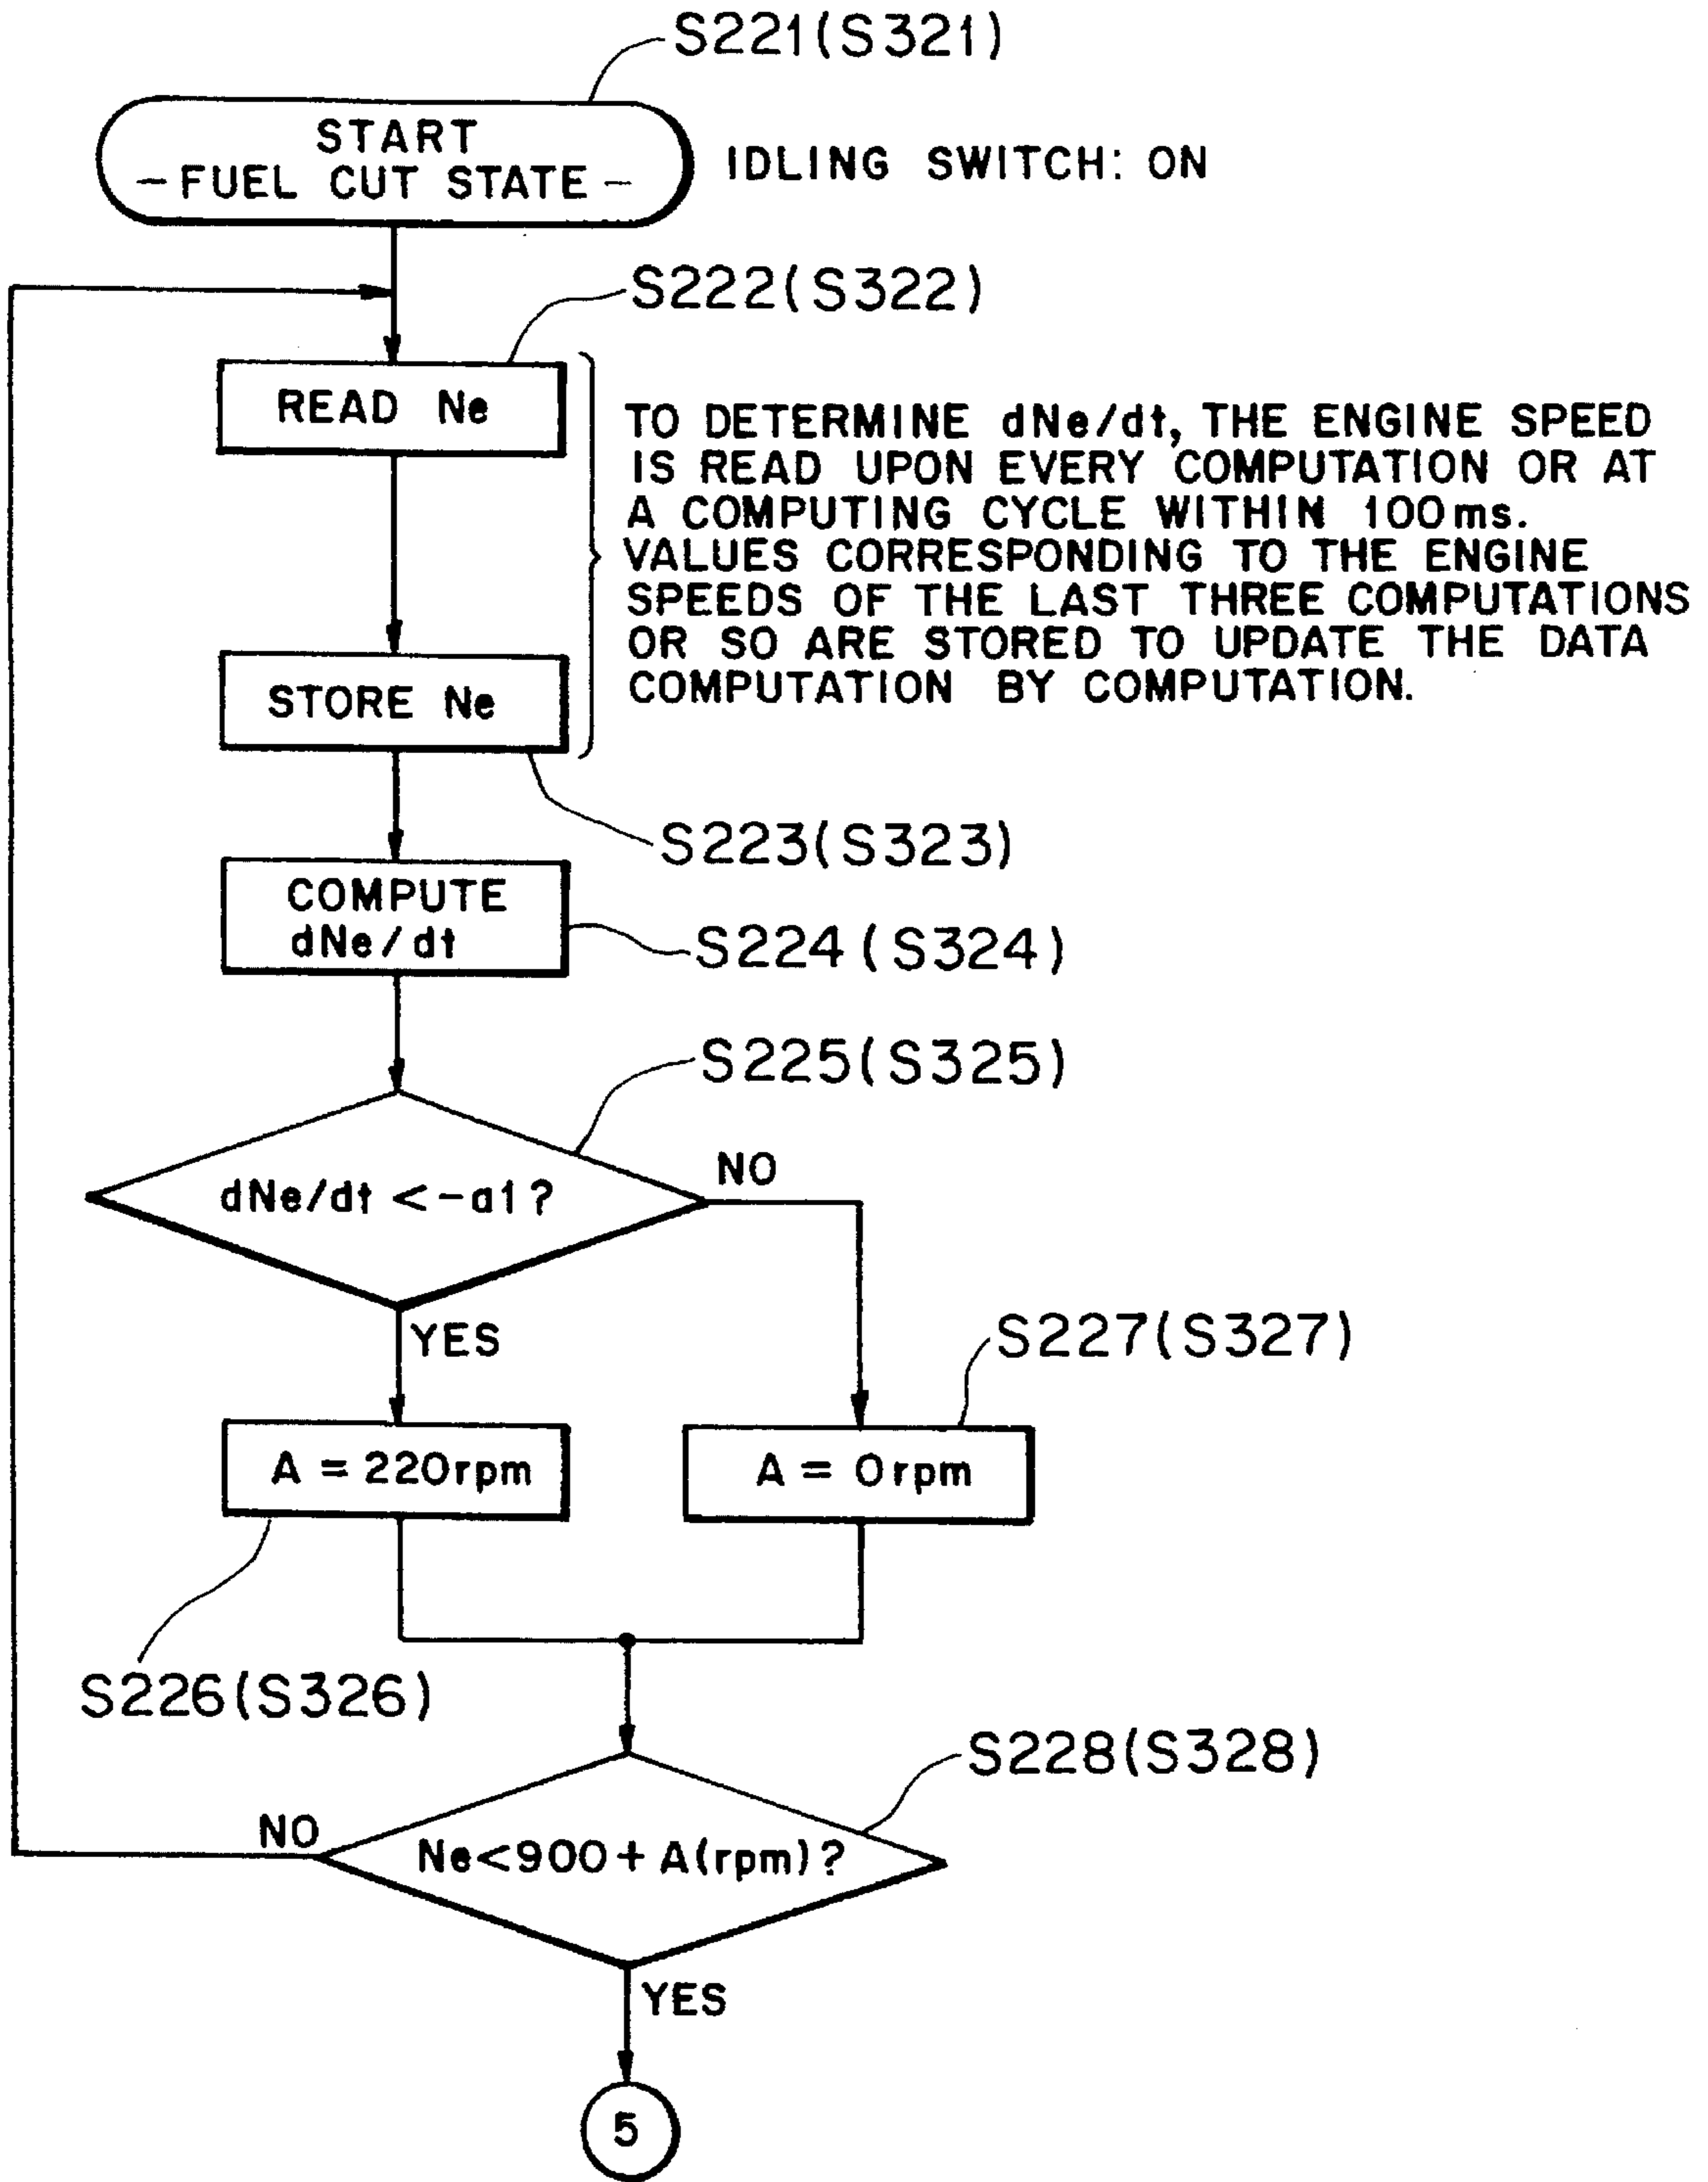 S221(S321)
START
-FUEL CUT STATE-
IDLING SWITCH: ON
S222(S322)
READ Ne
TO DETERMINE dNe/dt, THE ENGINE SPEED
IS READ UPON EVERY COMPUTATION OR AT
A COMPUTING CYCLE WITHIN 100ms.
VALUES CORRESPONDING TO THE ENGINE
SPEEDS OF THE LAST THREE COMPUTATIONS
OR SO ARE STORED TO UPDATE THE DATA
COMPUTATION BY COMPUTATION.
STORE Ne
S223(S323)
COMPUTE
dNe/dt
S224(S324)
S225(S325)
dNe/dt<-a1?
NO
YES
S227(S327)
A = 220rpm
A = 0rpm
S226(S326)
S228(S328)
NO
Ne<900+A(rpm)?
YES
5